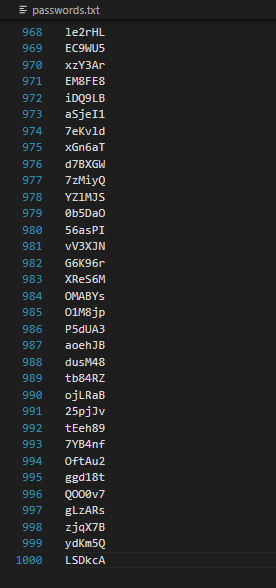 passwords.txt
968 le2rHL
969 EC9WU5
970 xzY3Ar
971 EM8FE8
972 iDQ9LB
973 aSjeI1
974 7eKvld
975 xGn6aT
976 d7BXGW
977 7zMiyQ
978 YZlMJS
979 0b5DaO
980 56asPI
981 vV3XJN
982 G6K96r
983 XReS6M
984 OMABYs
985 O1M8jp
986 P5dUA3
987 aoehJB
988 dusM48
989 tb84RZ
990 ojLRaB
991 25pjJv
992 tEeh89
993 7YB4nf
994 OftAu2
995 ggd18t
996 QOO0v7
997 gLzARs
998 zjqX7B
999 ydKm5Q
1000 LSDkcA